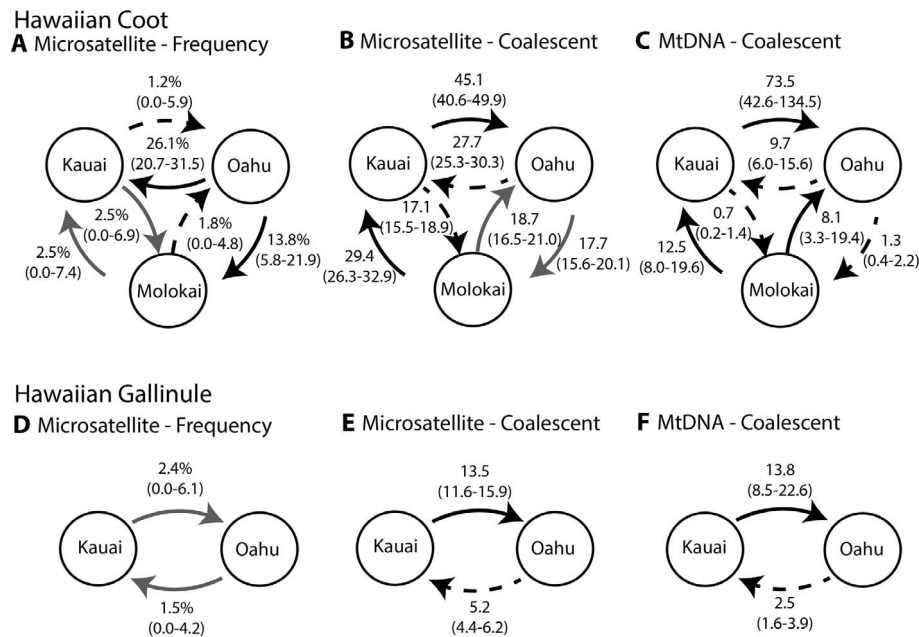 Hawaiian Coot
A Microsatellite - Frequency
1.2%
(0.0-5.9)
Kauai
26.1%
(20.7-31.5)
Oahu
2.5%
(0.0-6.9)
1.8%
(0.0-4.8)
2.5%
(0.0-7.4)
13.8%
(5.8-21.9)
Molokai
B Microsatellite - Coalescent
45.1
(40.6-49.9)
Kauai
27.7
(25.3-30.3)
Oahu
17.1
(15.5-18.9)
18.7
(16.5-21.0)
29.4
(26.3-32.9)
17.7
(15.6-20.1)
Molokai
C MtDNA - Coalescent
73.5
(42.6-134.5)
Kauai
9.7
(6.0-15.6)
Oahu
0.7
(0.2-1.4)
8.1
(3.3-19.4)
12.5
(8.0-19.6)
1.3
(0.4-2.2)
Molokai
Hawaiian Gallinule
D Microsatellite - Frequency
2.4%
(0.0-6.1)
Kauai
Oahu
1.5%
(0.0-4.2)
E Microsatellite - Coalescent
13.5
(11.6-15.9)
Kauai
Oahu
5.2
(4.4-6.2)
F MtDNA - Coalescent
13.8
(8.5-22.6)
Kauai
Oahu
2.5
(1.6-3.9)